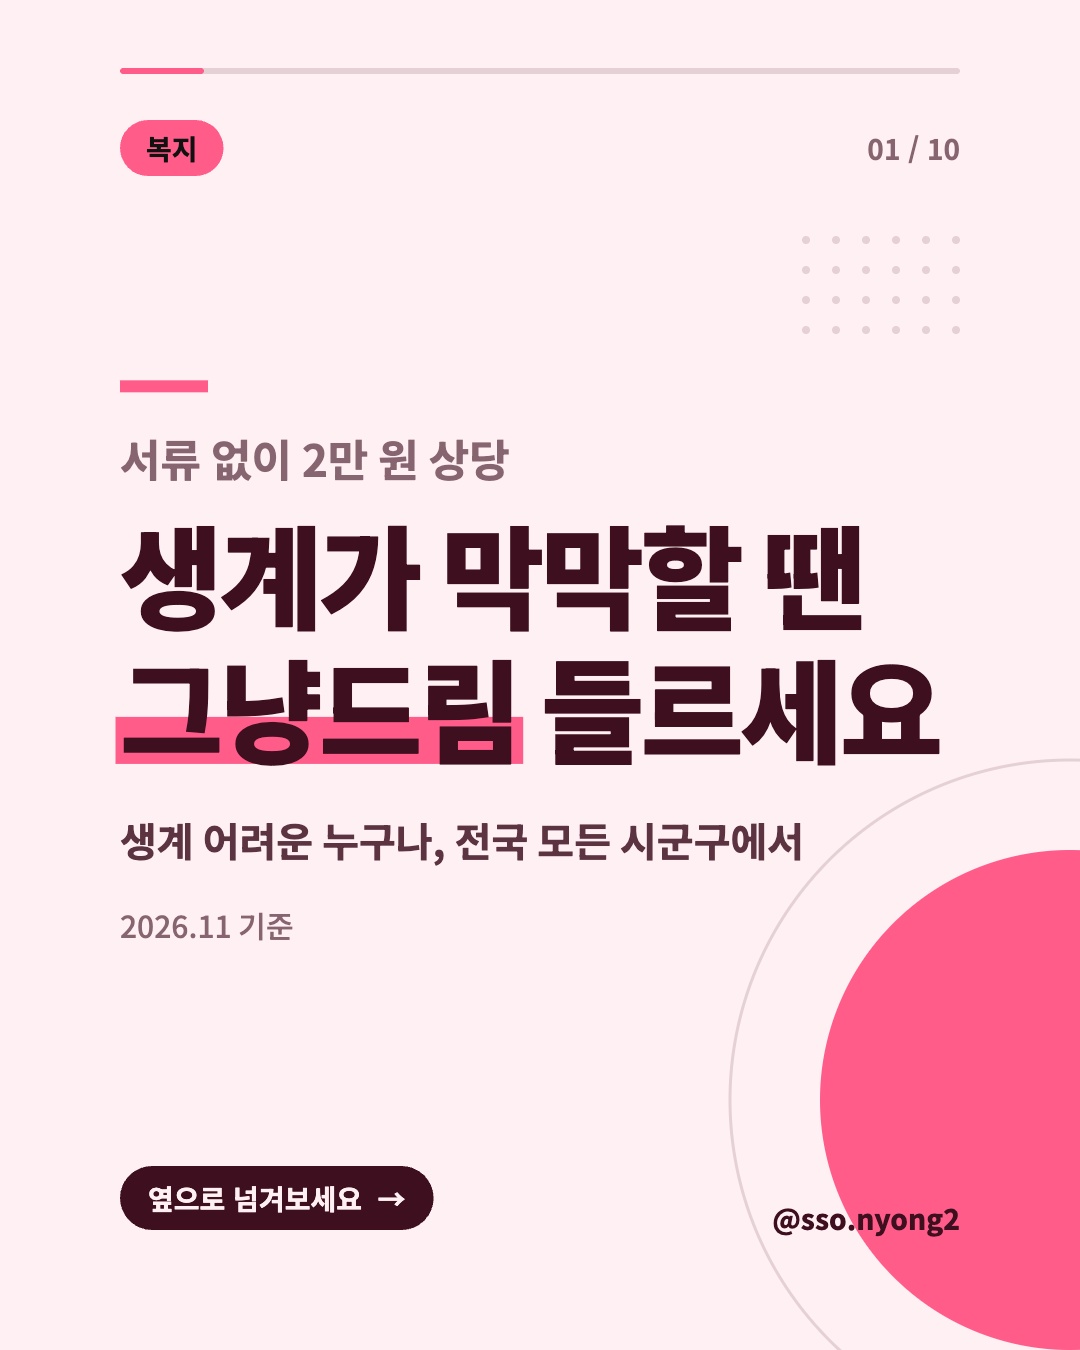 복지
01 / 10
서류 없이 2만 원 상당
생계가 막막할 땐
그냥드림 들르세요
생계 어려운 누구나, 전국 모든 시군구에서
2026.11 기준
옆으로 넘겨보세요 →
@sso.nyong2